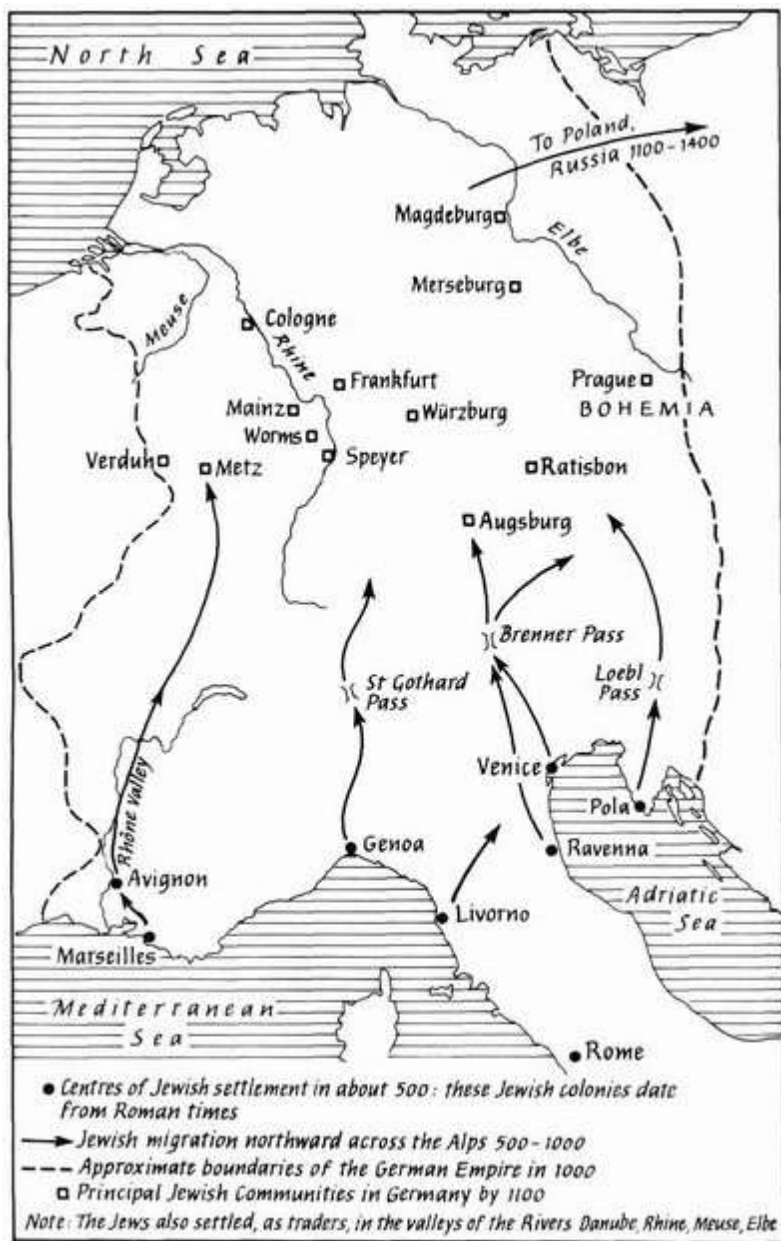 North Sea
To Poland,
Russia 1100-1400
Magdeburg
Elbe
Merseburg
Meuse
Cologne
Rhine
Frankfurt
Prague
BOHEMIA
Mainz
Würzburg
Worms
Verduh
Metz
Speyer
Ratisbon
Augsburg
Brenner Pass
St Gothard
Pass
Loebl
Pass
Rhône Valley
Venice
Pola
Genoa
Ravenna
Avignon
Livorno
Adriatic
Sea
Marseilles
Mediterranean
Sea
Rome
Centres of Jewish settlement in about 500: these Jewish colonies date
from Roman times
Jewish migration northward across the Alps 500-1000
Approximate boundaries of the German Empire in 1000
Principal Jewish Communities in Germany by 1100
Note: The Jews also settled, as traders, in the valleys of the Rivers Danube, Rhine, Meuse, Elbe